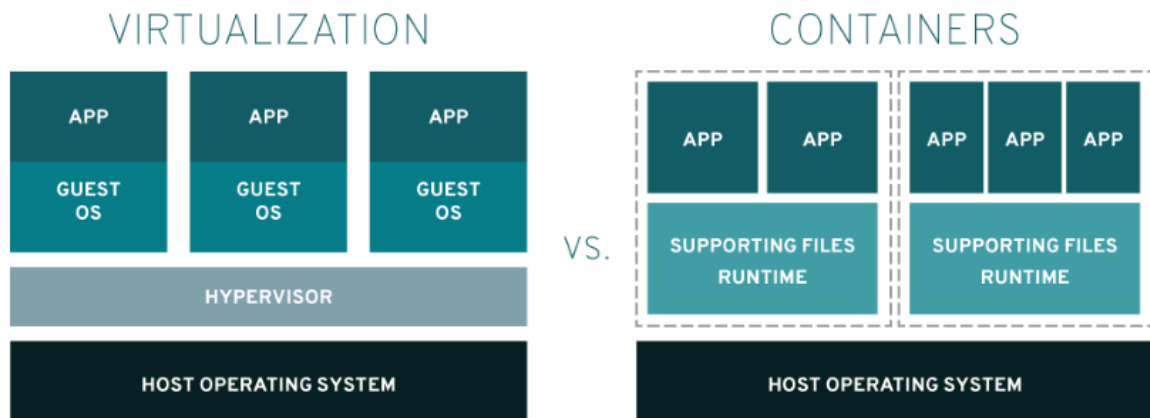 VIRTUALIZATION
APP
APP
APP
GUEST
OS
GUEST
OS
GUEST
OS
HYPERVISOR
HOST OPERATING SYSTEM
VS.
CONTAINERS
APP
APP
APP
APP
APP
SUPPORTING FILES
RUNTIME
SUPPORTING FILES
RUNTIME
HOST OPERATING SYSTEM